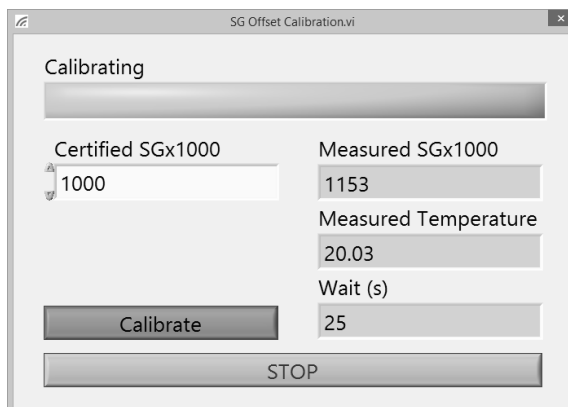 SG Offset Calibration.vi
×
Calibrating
Certified SGx1000
1000
Measured SGx1000
1153
Measured Temperature
20.03
Wait (s)
25
Calibrate
STOP